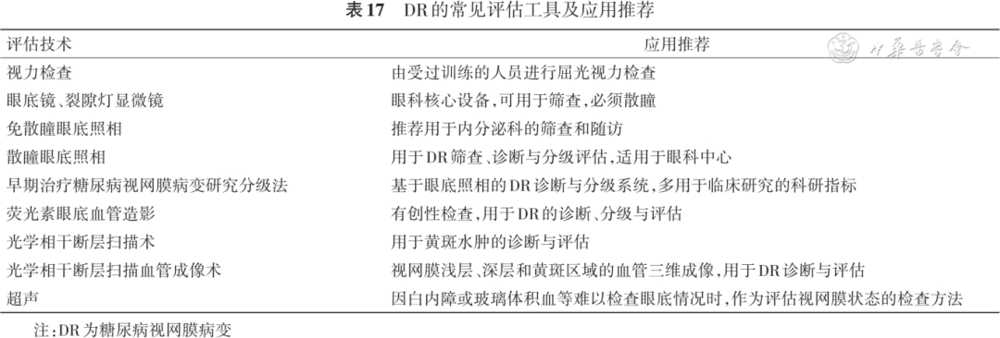 表17 DR的常见评估工具及应用推荐
评估技术 应用推荐
中华医学会
视力检查 由受过训练的人员进行屈光视力检查
眼底镜、裂隙灯显微镜 眼科核心设备,可用于筛查,必须散瞳
免散瞳眼底照相 推荐用于内分泌科的筛查和随访
散瞳眼底照相 用于DR筛查、诊断与分级评估,适用于眼科中心
早期治疗糖尿病视网膜病变研究分级法 基于眼底照相的DR诊断与分级系统,多用于临床研究的科研指标
荧光素眼底血管造影 有创性检查,用于DR的诊断、分级与评估
光学相干断层扫描术 用于黄斑水肿的诊断与评估
光学相干断层扫描血管成像术 视网膜浅层、深层和黄斑区域的血管三维成像,用于DR诊断与评估
超声 因白内障或玻璃体积血等难以检查眼底情况时,作为评估视网膜状态的检查方法
注:DR为糖尿病视网膜病变